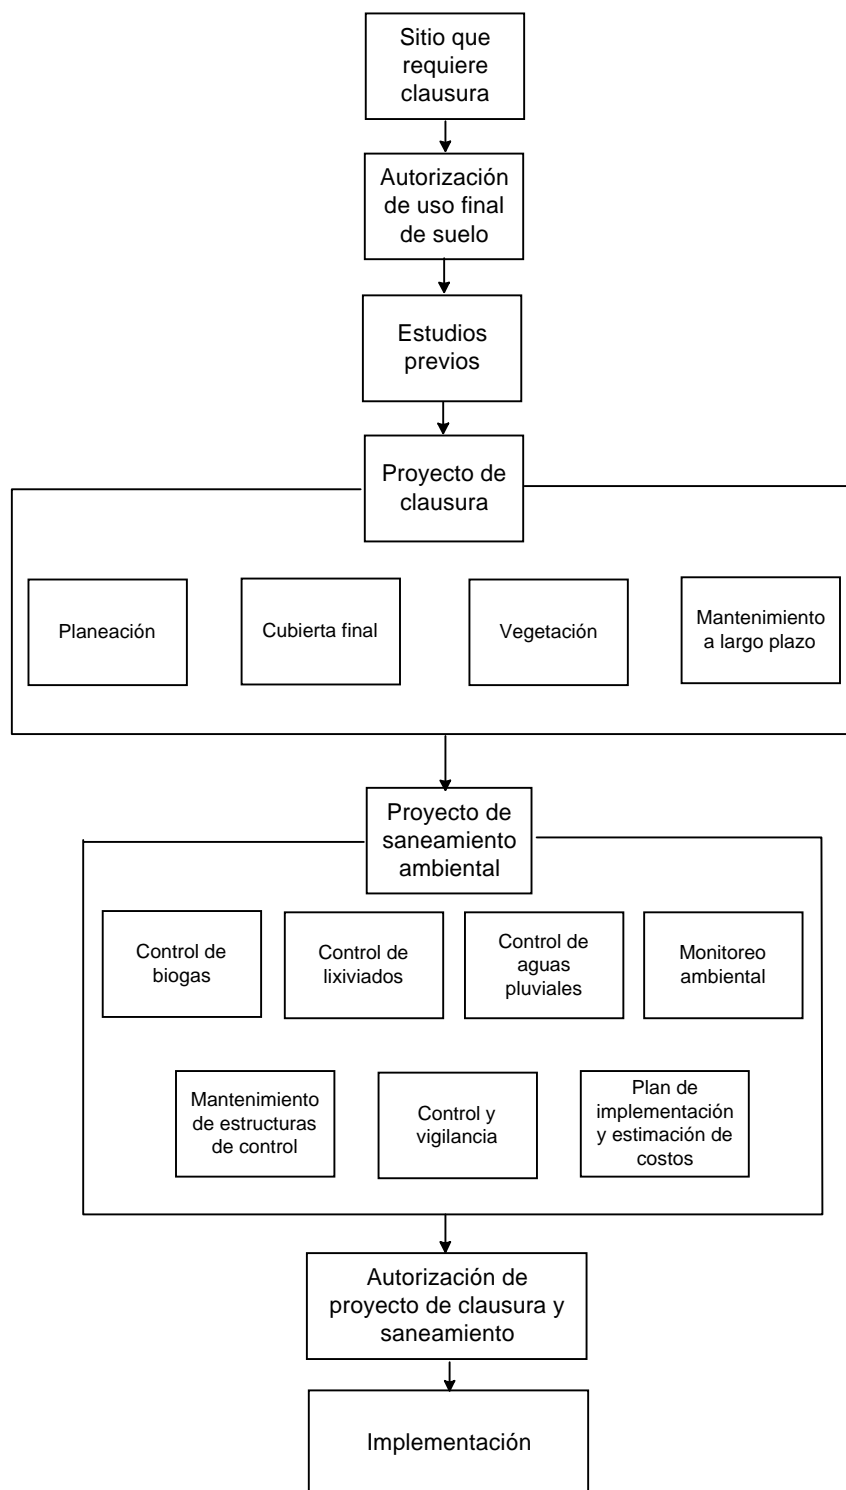 Sitio que
requiere
clausura
Autorización
de uso final
de suelo
Estudios
previos
Proyecto de
clausura
Planeación
Cubierta final
Vegetación
Mantenimiento
a largo plazo
Proyecto de
saneamiento
ambiental
Control de
biogas
Control de
lixiviados
Control de
aguas
pluviales
Monitoreo
ambiental
Mantenimiento
de estructuras
de control
Control y
vigilancia
Plan de
implementación
y estimación de
costos
Autorización de
proyecto de clausura y
saneamiento
Implementación